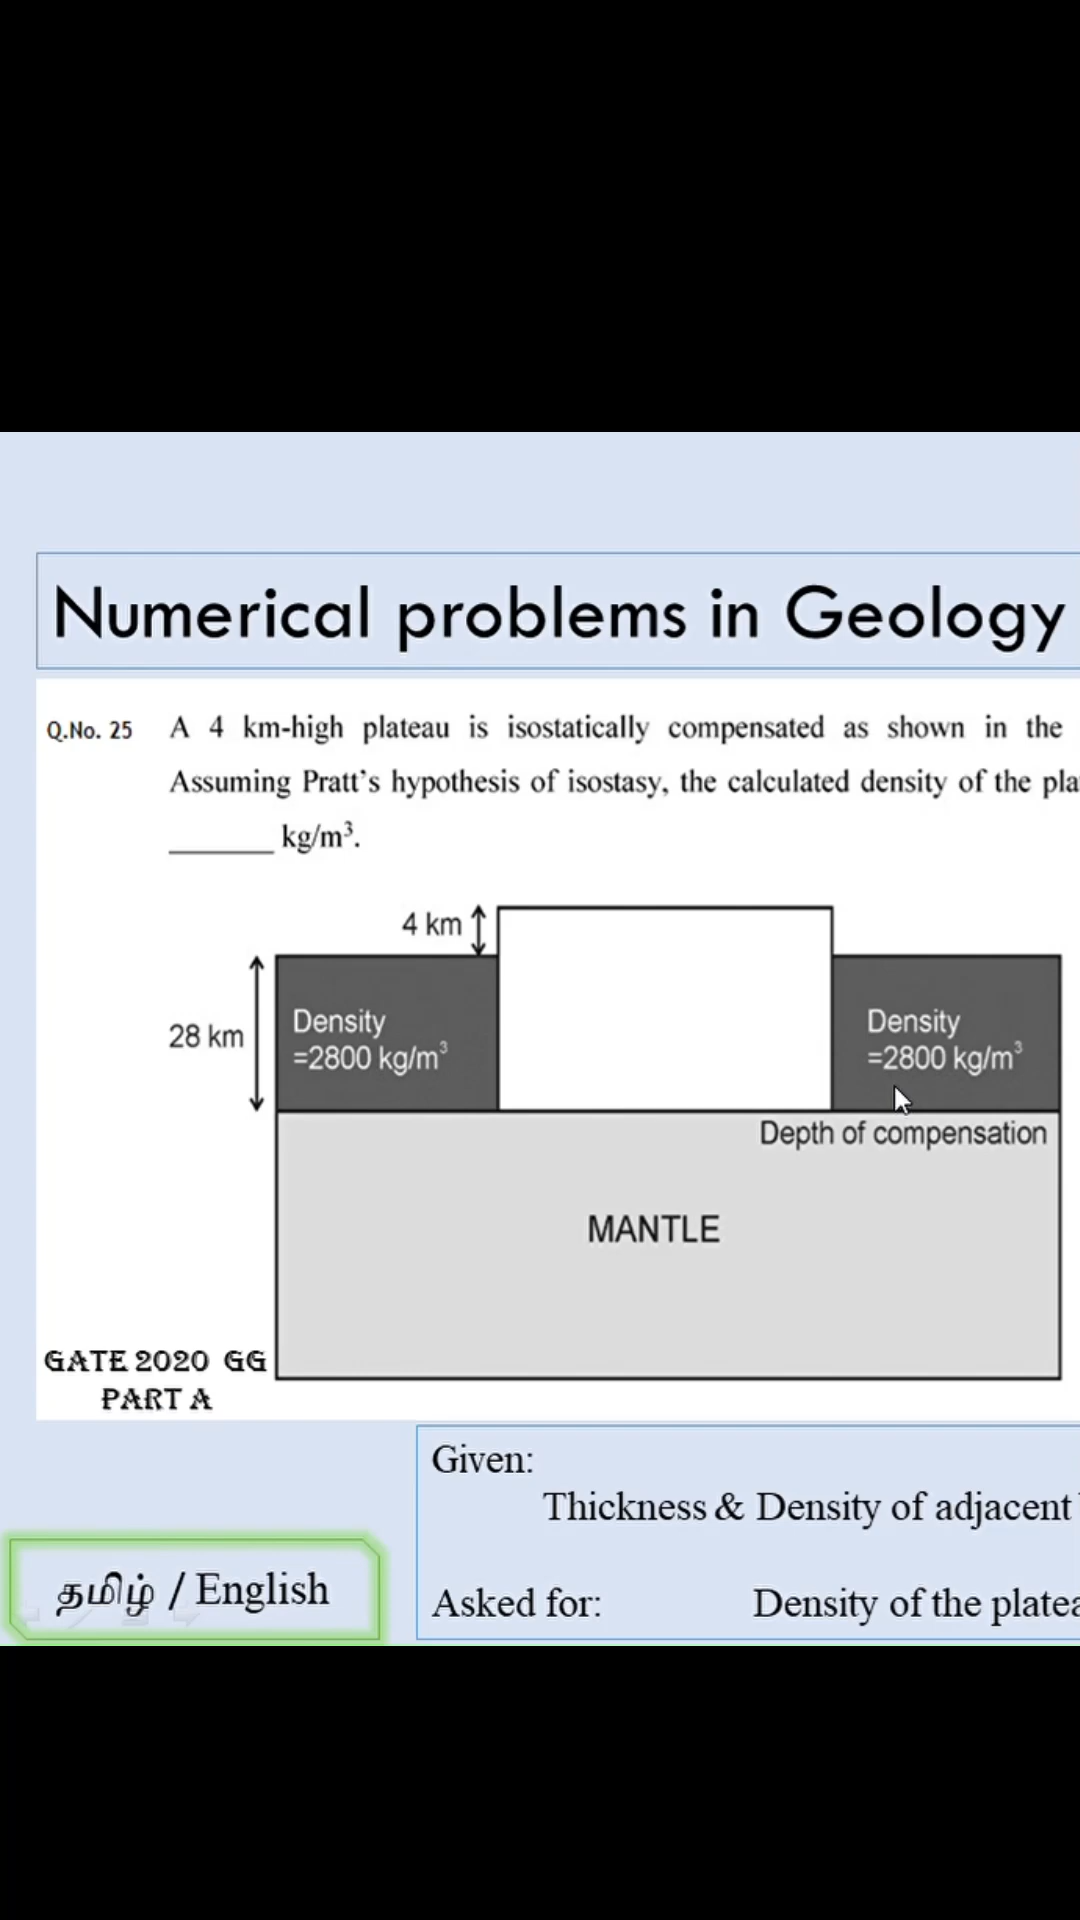 Numerical problems in Geology
Q.No. 25 A 4 km-high plateau is isostatically compensated as shown in the
Assuming Pratt's hypothesis of isostasy, the calculated density of the
_______ kg/m³.
4 km
28 km
Density
=2800 kg/m³
Density
=2800 kg/m³
Depth of compensation
MANTLE
GATE 2020 GG
PART A
Given:
Thickness & Density of adjacent
Asked for: Density of the
தமிழ் / English